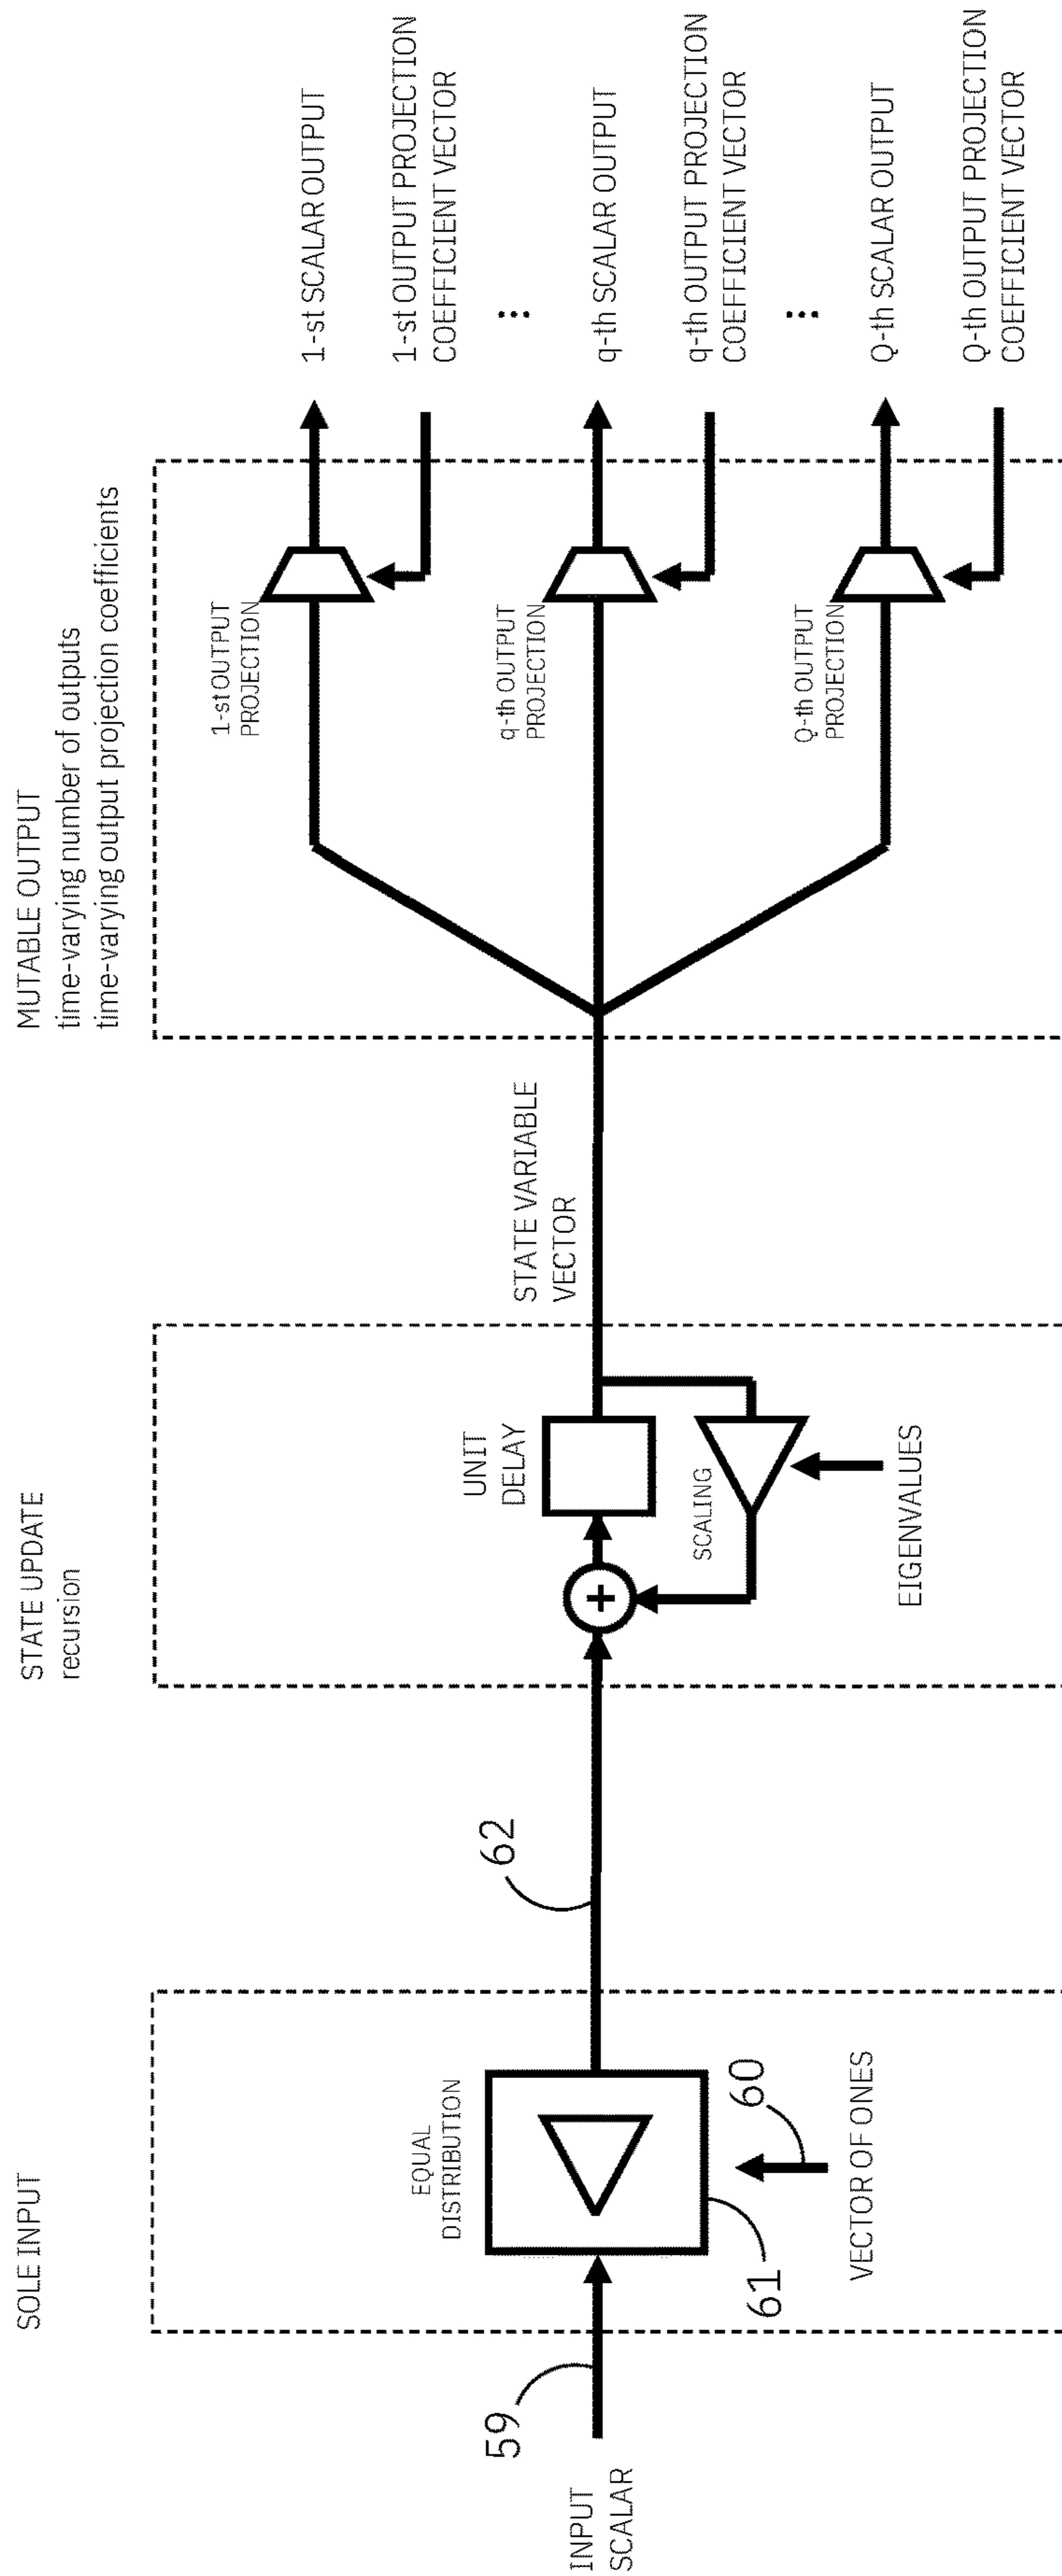 SOLE INPUT
STATE UPDATE
recursion
MUTABLE OUTPUT
time-varying number of outputs
time-varying output projection coefficients
INPUT
SCALAR
59
EQUAL
DISTRIBUTION
61
60
VECTOR OF ONES
62
UNIT
DELAY
+
SCALING
EIGENVALUES
STATE VARIABLE
VECTOR
1-st OUTPUT
PROJECTION
1-st SCALAR OUTPUT
1-st OUTPUT PROJECTION
COEFFICIENT VECTOR
...
q-th OUTPUT
PROJECTION
q-th SCALAR OUTPUT
q-th OUTPUT PROJECTION
COEFFICIENT VECTOR
...
Q-th OUTPUT
PROJECTION
Q-th SCALAR OUTPUT
Q-th OUTPUT PROJECTION
COEFFICIENT VECTOR